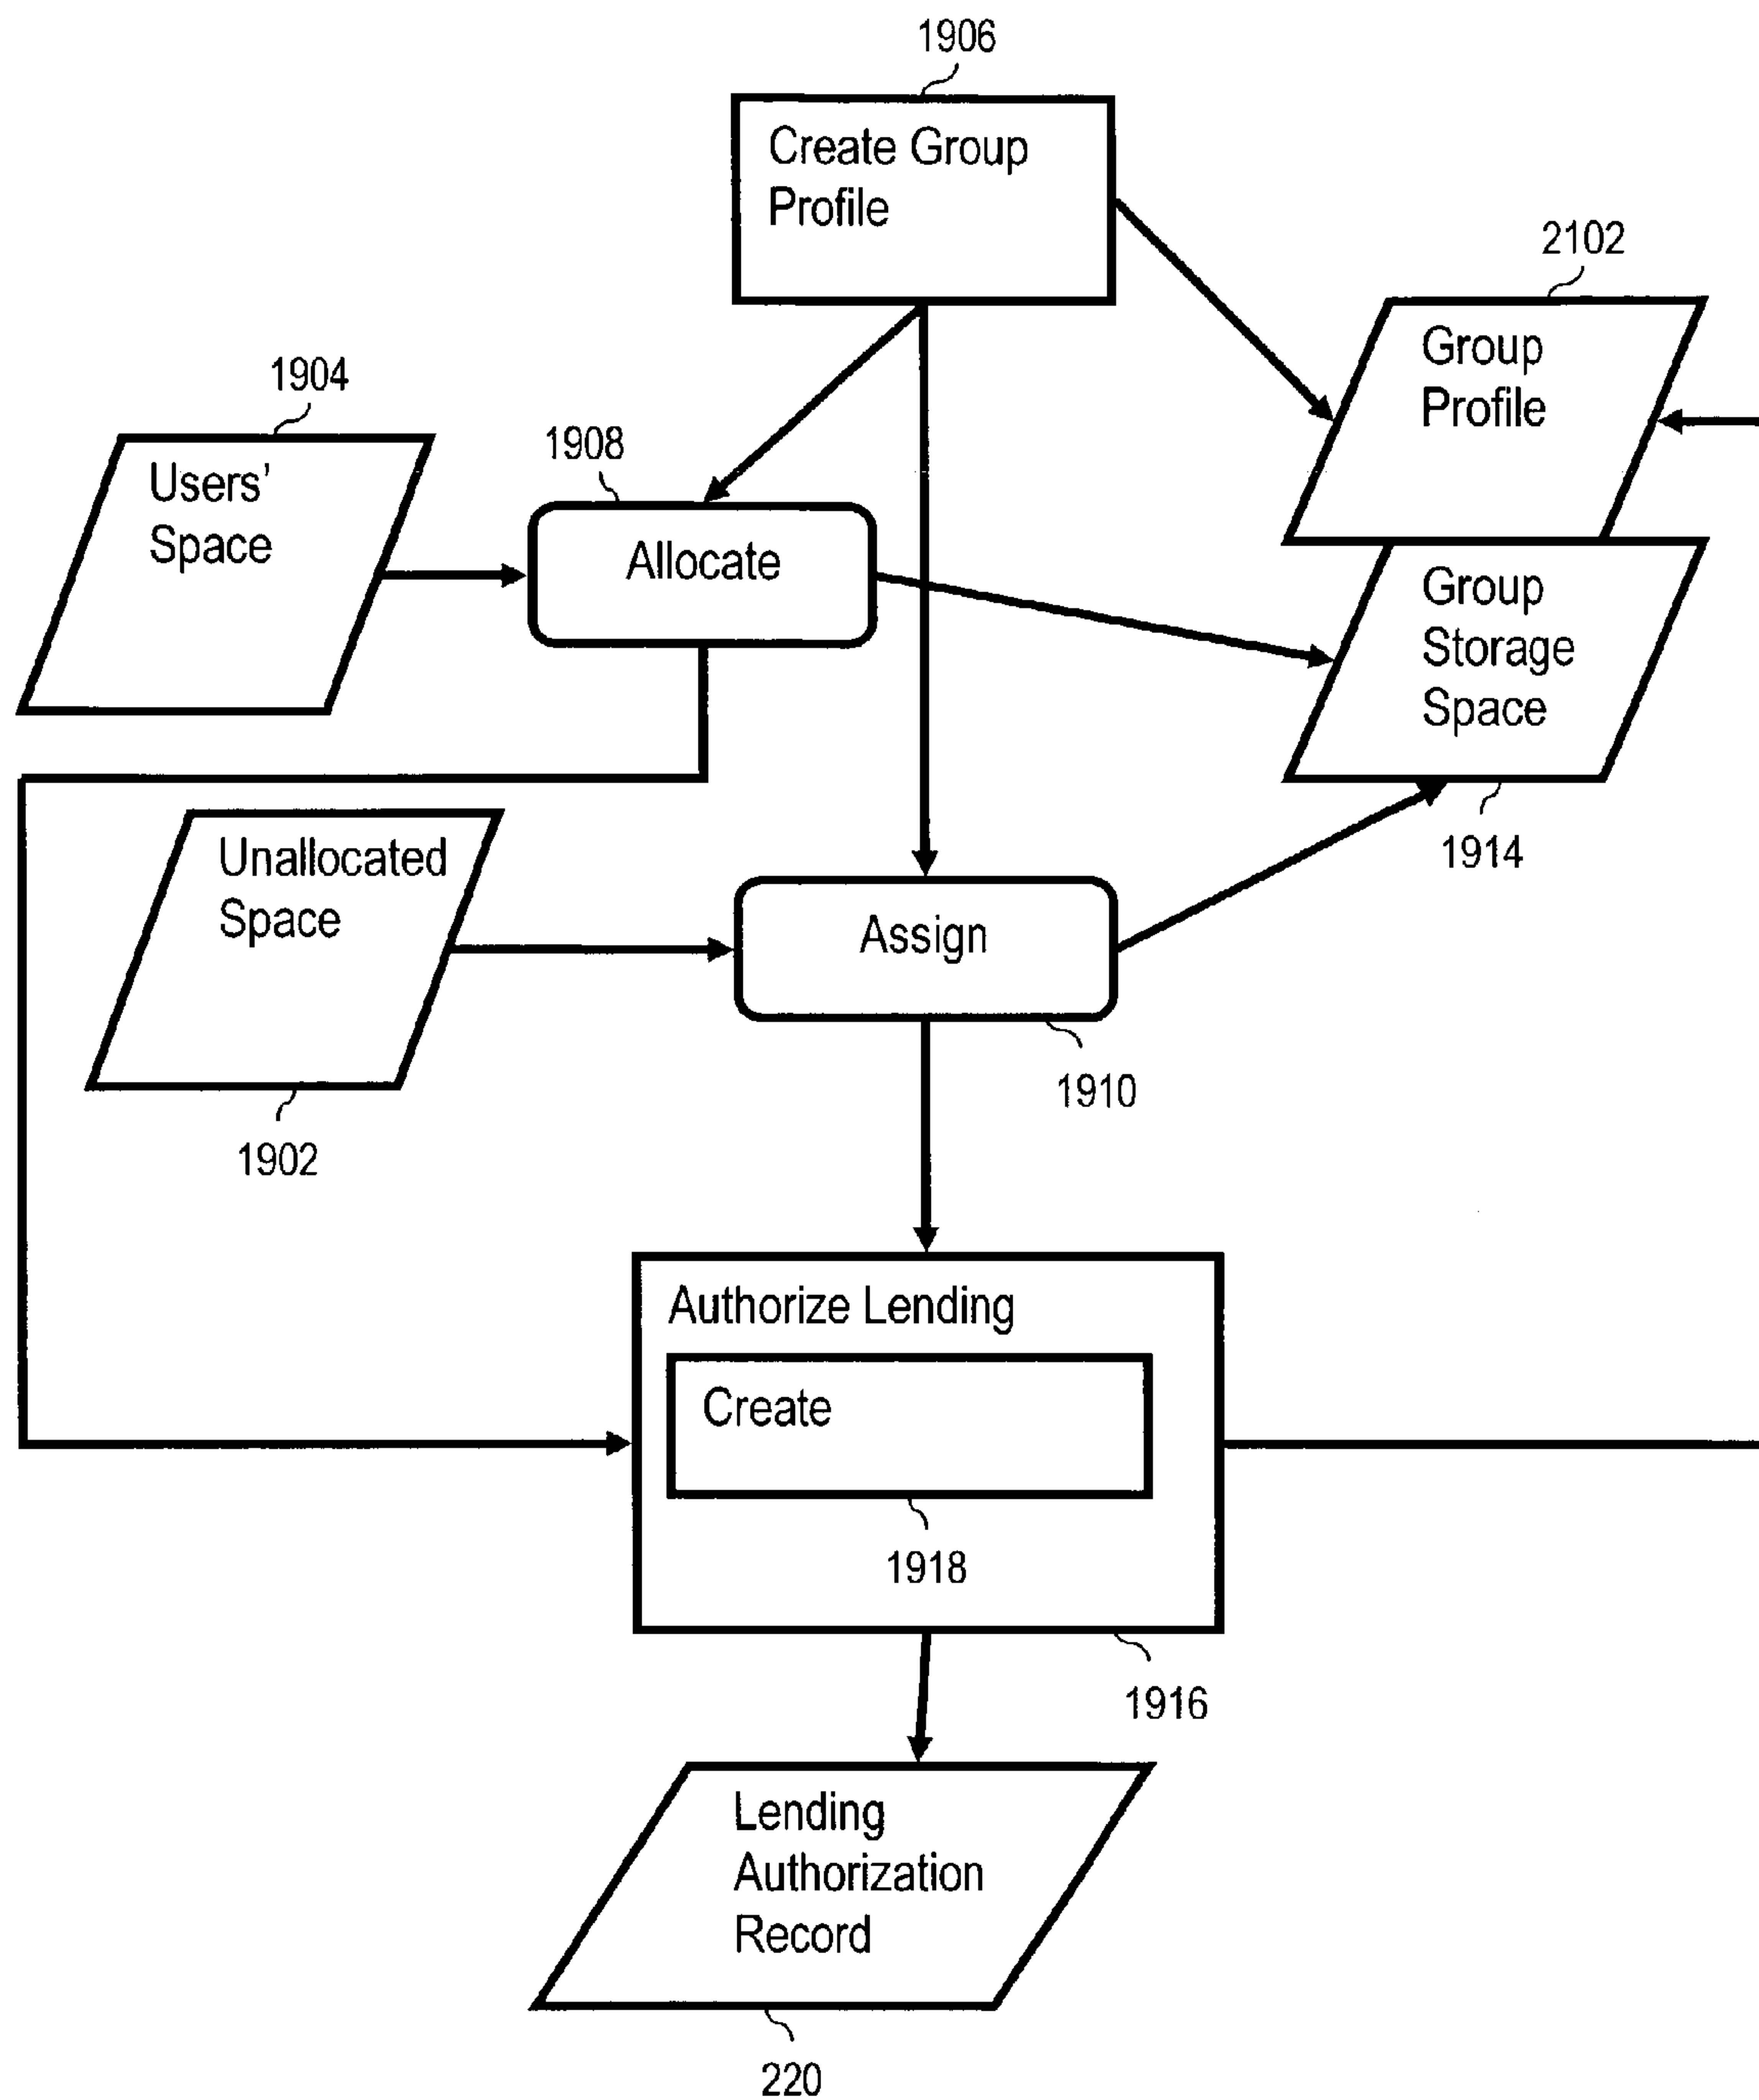 1906
Create Group
Profile
2102
Group
Profile
1904
Users'
Space
1908
Allocate
Group
Storage
Space
1914
Unallocated
Space
1902
Assign
1910
Authorize Lending
Create
1918
1916
Lending
Authorization
Record
220